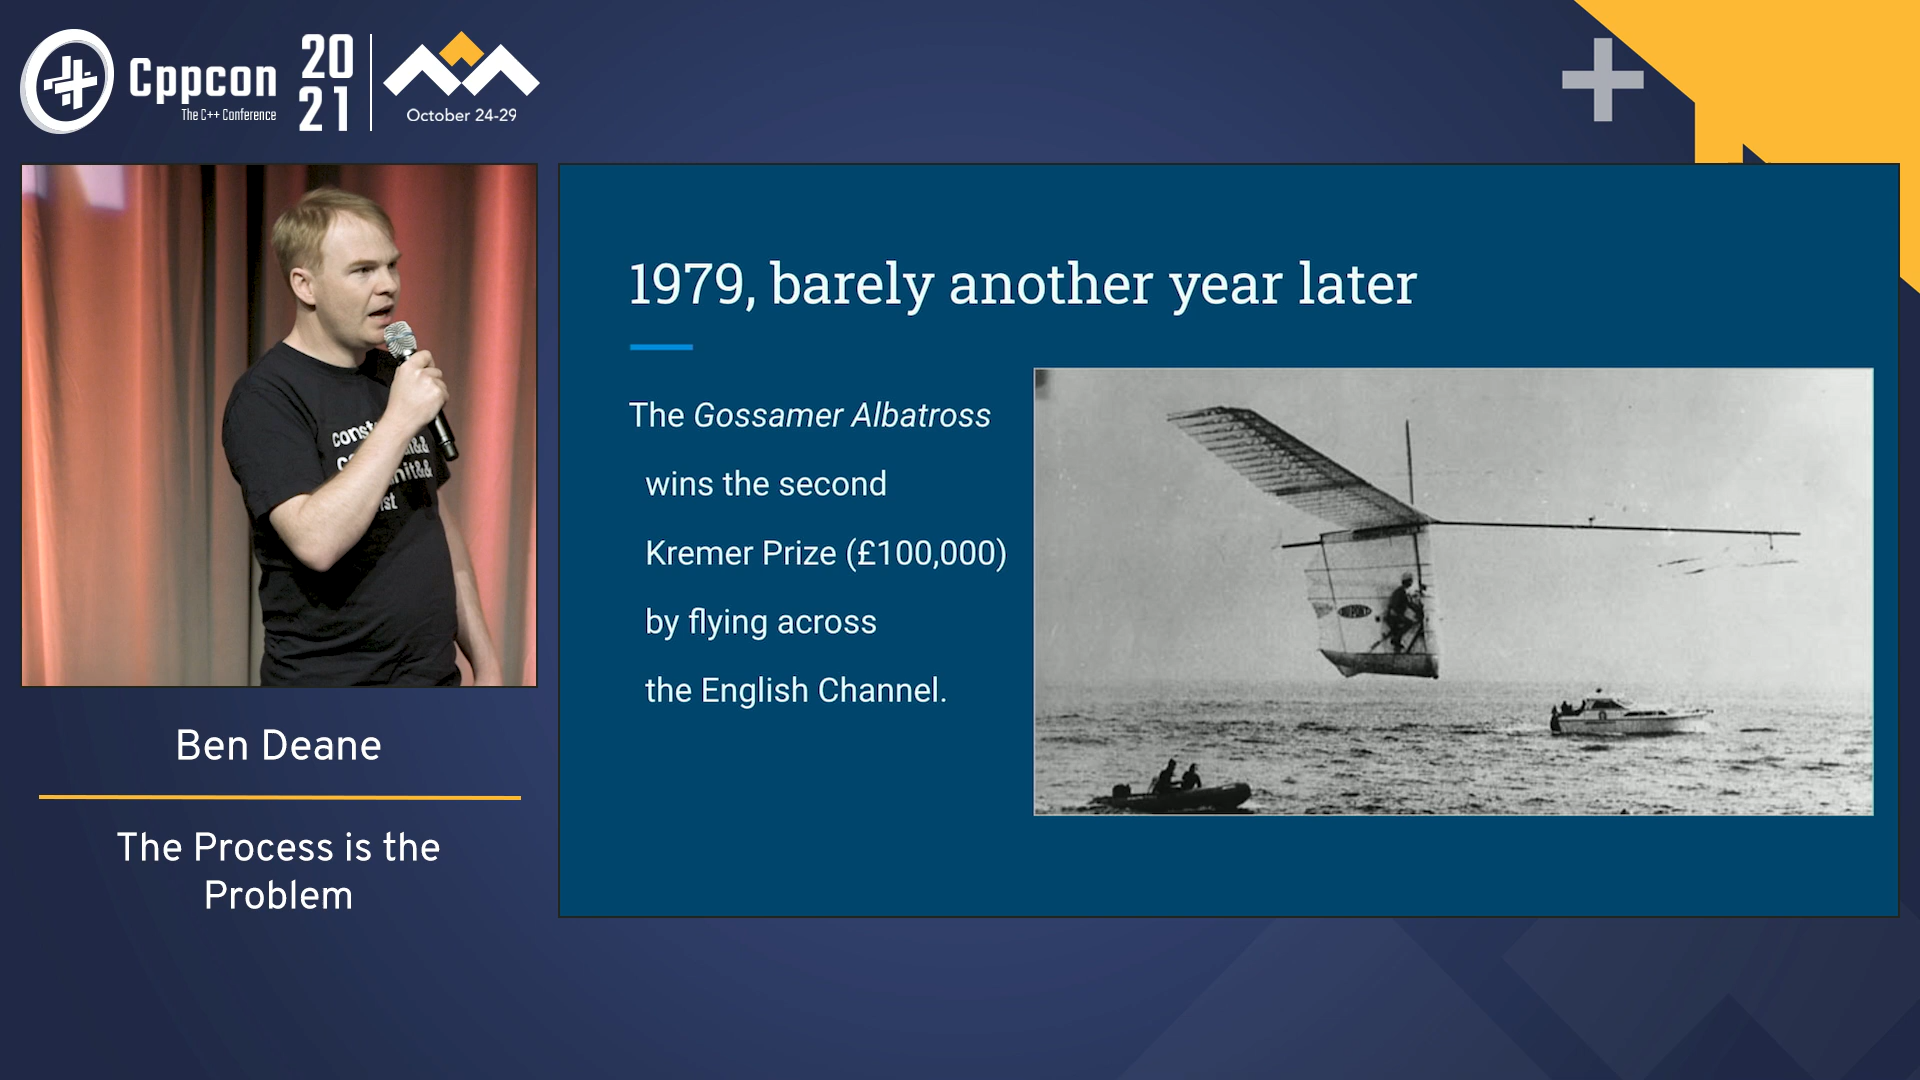 Cppcon
The C++ Conference
20
21
October 24-29
1979, barely another year later
The Gossamer Albatross
wins the second
Kremer Prize (£100,000)
by flying across
the English Channel.
DUPONT
Ben Deane
The Process is the
Problem